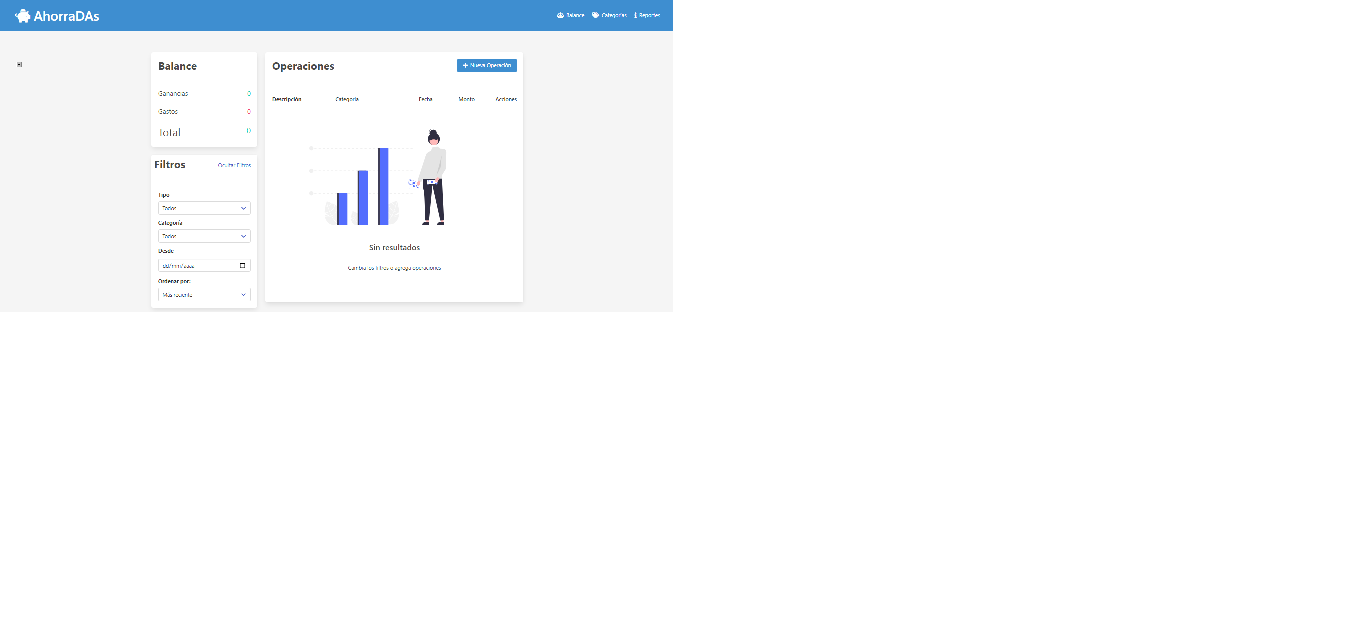 AhorraDAs
Balance
Categorías
Reportes
Balance
Ganancias
0
Gastos
0
Total
0
Filtros
Ocultar Filtros
Tipo
Todos
Categoría
Todos
Desde
dd/mm/aaaa
Ordenar por:
Más reciente
Operaciones
+ Nueva Operación
Descripción
Categoría
Fecha
Monto
Acciones
Sin resultados
Cambia los filtros o agrega operaciones